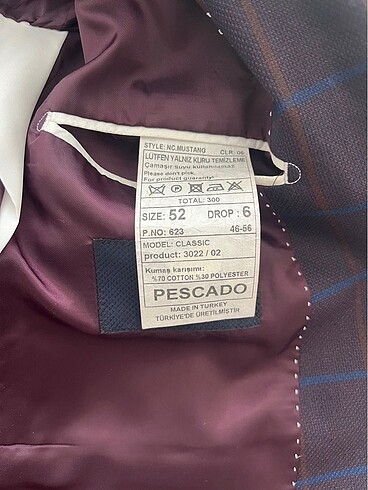 STYLE: NC.MUSTANG CLR: 06
LÜTFEN YALNIZ KURU TEMİZLEME
Çamaşır suyu kullanılamaz
Please don't pick,
For product guaranty
TOTAL: 300
SIZE: 52 DROP: 6
P.NO: 623 46-56
MODEL: CLASSIC
product: 3022 / 02
Kumaş karışımı:
%70 COTTON %30 POLYESTER
PESCADO
MADE IN TURKEY
TÜRKİYE'DE ÜRETİLMİŞTİR